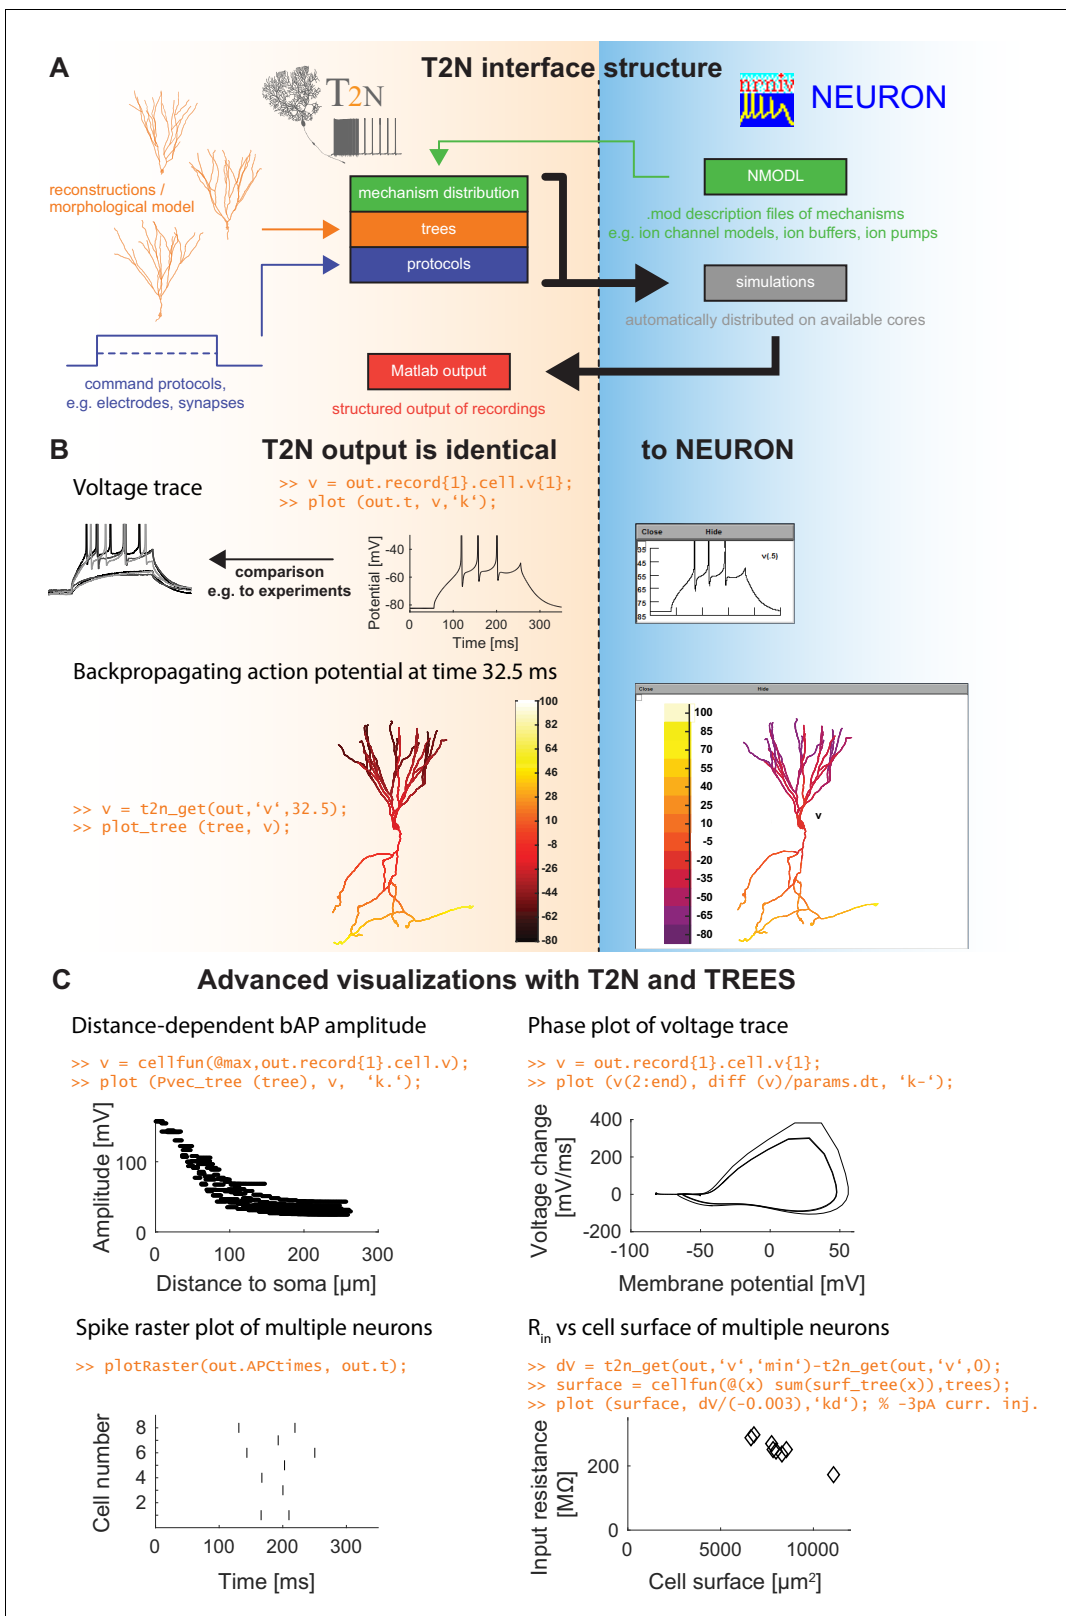 A
T2N interface structure
T2N
nrniv
NEURON
reconstructions /
morphological model
mechanism distribution
trees
protocols
NMODL
.mod description files of mechanisms
e.g. ion channel models, ion buffers, ion pumps
simulations
automatically distributed on available cores
command protocols,
e.g. electrodes, synapses
Matlab output
structured output of recordings
B
T2N output is identical
to NEURON
Voltage trace
>> v = out.record{1}.cell.v{1};
>> plot (out.t, v,‘k‘);
comparison
e.g. to experiments
Potential [mV]
-40
-60
-80
0
100
200
300
Time [ms]
Close
Hide
v(.5)
35
45
55
65
75
-85
Backpropagating action potential at time 32.5 ms
>> v = t2n_get(out,‘v‘,32.5);
>> plot_tree (tree, v);
100
82
64
46
28
10
-8
-26
-44
-62
-80
Close
Hide
100
85
70
55
40
25
10
-5
-20
-35
-50
-65
-80
v
C
Advanced visualizations with T2N and TREES
Distance-dependent bAP amplitude
>> v = cellfun(@max,out.record{1}.cell.v);
>> plot (Pvec_tree (tree), v, ‘k.‘);
Amplitude [mV]
100
0
0
100
200
300
Distance to soma [µm]
Phase plot of voltage trace
>> v = out.record{1}.cell.v{1};
>> plot (v(2:end), diff (v)/params.dt, ‘k-‘);
Voltage change
[mV/ms]
400
200
0
-200
-100
-50
0
50
Membrane potential [mV]
Spike raster plot of multiple neurons
>> plotRaster(out.APCtimes, out.t);
Cell number
8
6
4
2
0
100
200
300
Time [ms]
Rin vs cell surface of multiple neurons
>> dV = t2n_get(out,‘v‘,‘min‘)-t2n_get(out,‘v‘,0);
>> surface = cellfun(@(x) sum(surf_tree(x)),trees);
>> plot (surface, dV/(-0.003),‘kd‘); % -3pA curr. inj.
Input resistance
[MΩ]
200
0
0
5000
10000
Cell surface [µm²]